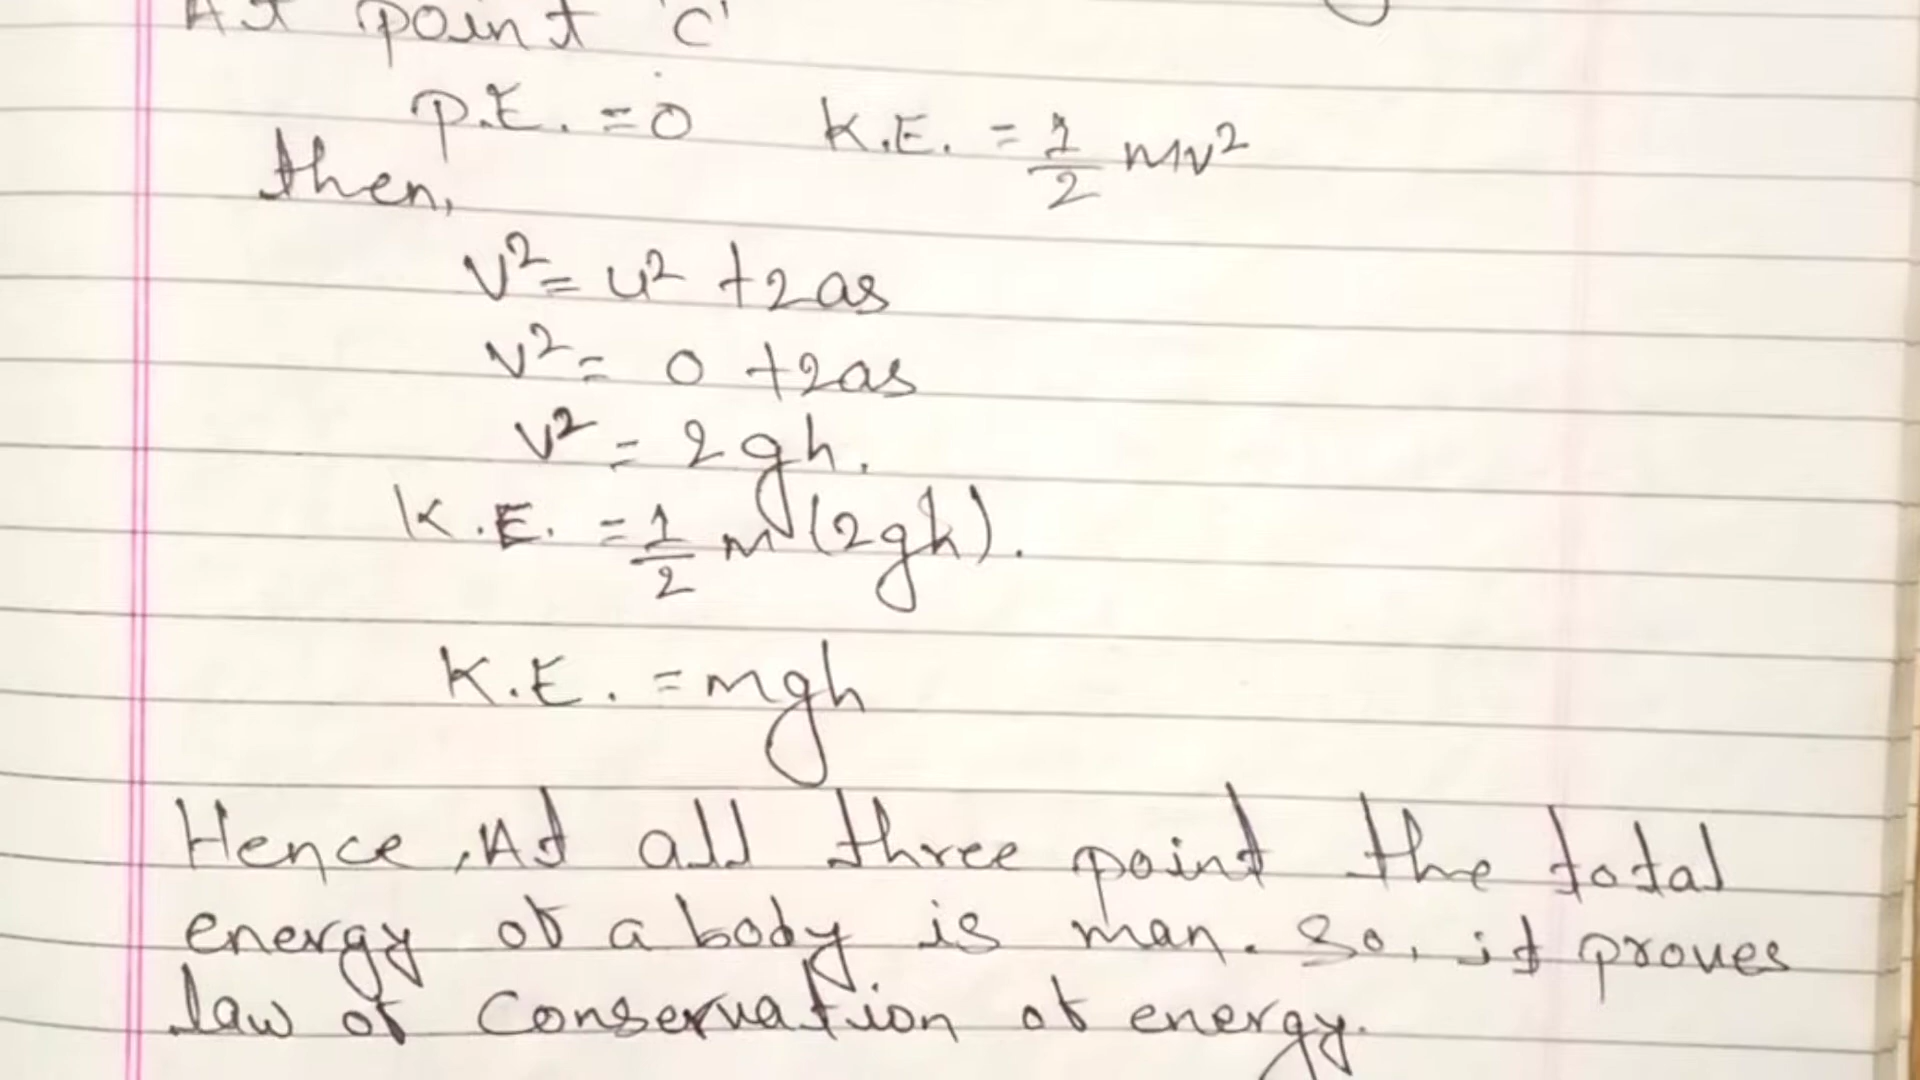 At point 'c'
P.E. = 0 K.E. = 1/2 mv²
then,
v² = u² + 2as
v² = 0 + 2as
v² = 2gh.
K.E. = 1/2 m (2gh).
K.E. = mgh
Hence, At all three point the total
energy of a body is man. So, it proves
law of Conservation of energy.